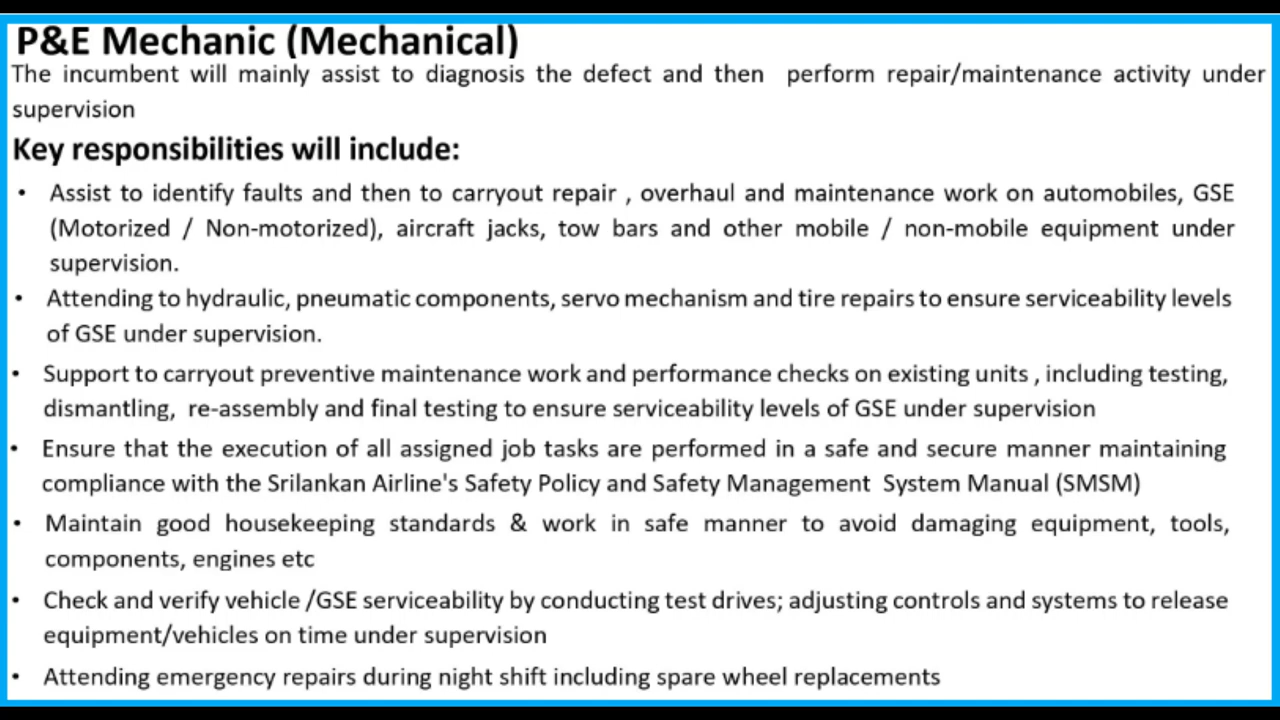 P&E Mechanic (Mechanical)
The incumbent will mainly assist to diagnosis the defect and then perform repair/maintenance activity under
supervision
Key responsibilities will include:
• Assist to identify faults and then to carryout repair , overhaul and maintenance work on automobiles, GSE
(Motorized / Non-motorized), aircraft jacks, tow bars and other mobile / non-mobile equipment under
supervision.
• Attending to hydraulic, pneumatic components, servo mechanism and tire repairs to ensure serviceability levels
of GSE under supervision.
• Support to carryout preventive maintenance work and performance checks on existing units , including testing,
dismantling, re-assembly and final testing to ensure serviceability levels of GSE under supervision
• Ensure that the execution of all assigned job tasks are performed in a safe and secure manner maintaining
compliance with the Srilankan Airline's Safety Policy and Safety Management System Manual (SMSM)
• Maintain good housekeeping standards & work in safe manner to avoid damaging equipment, tools,
components, engines etc
• Check and verify vehicle /GSE serviceability by conducting test drives; adjusting controls and systems to release
equipment/vehicles on time under supervision
• Attending emergency repairs during night shift including spare wheel replacements